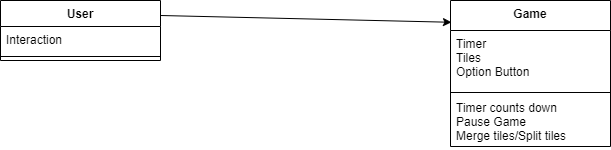 User
Interaction
Game
Timer
Tiles
Option Button
Timer counts down
Pause Game
Merge tiles/Split tiles